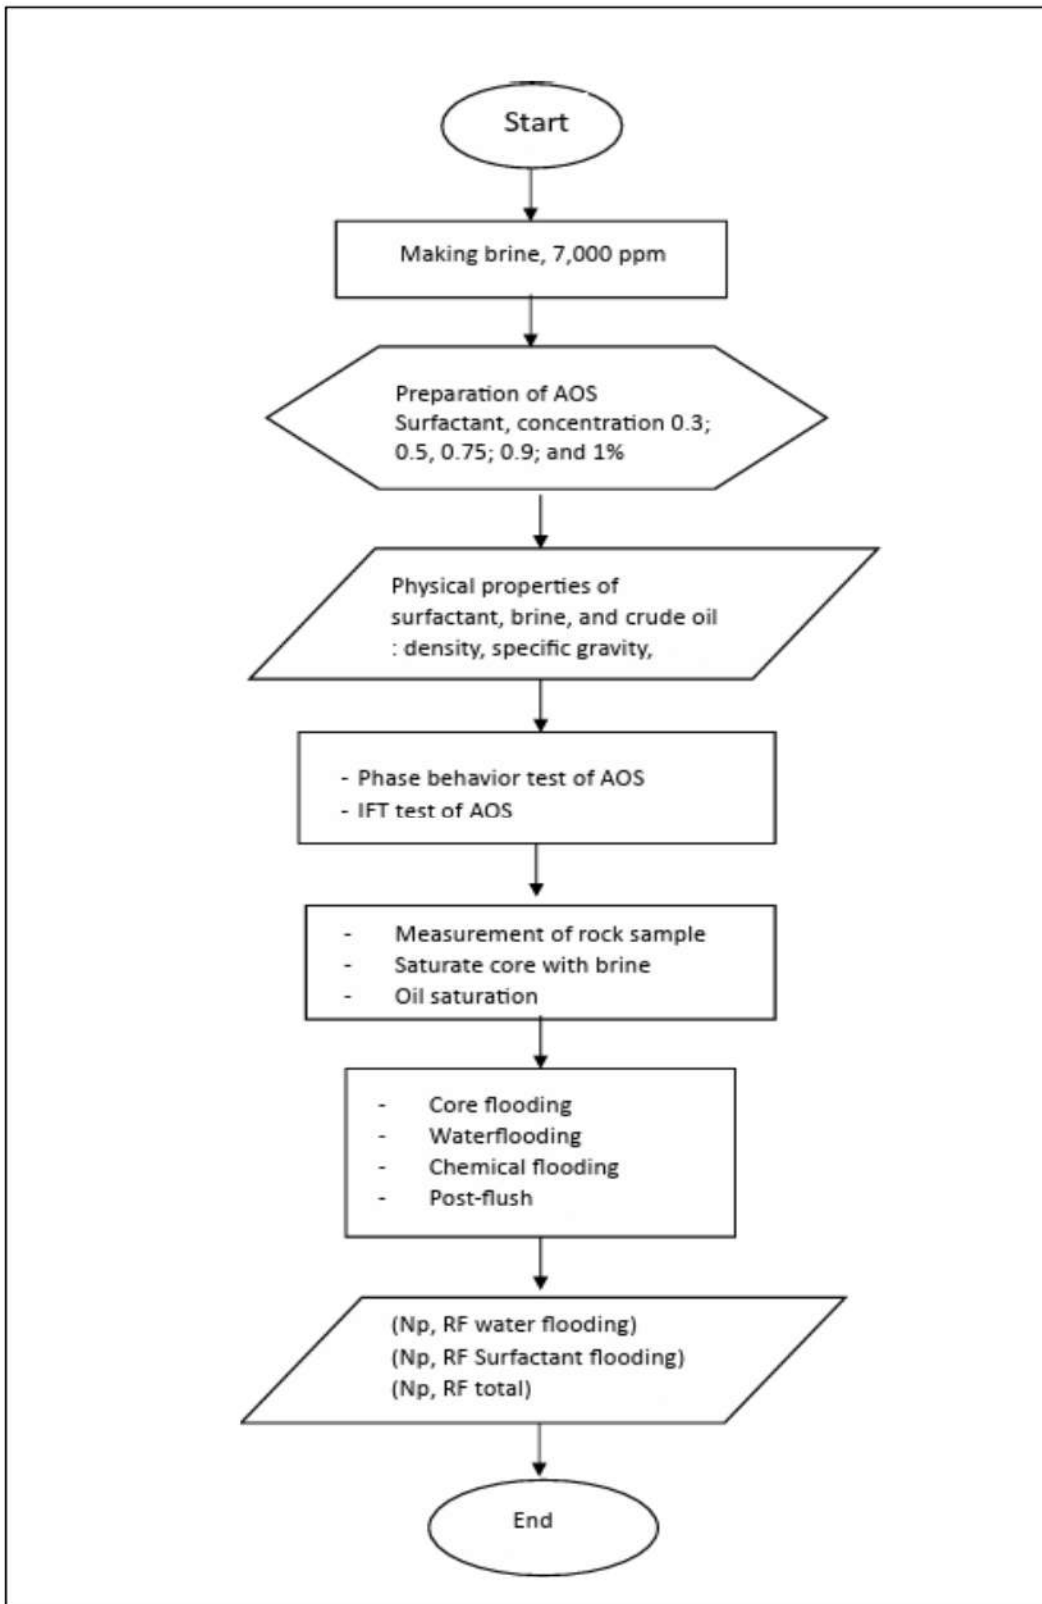 Start
Making brine, 7,000 ppm
Preparation of AOS
Surfactant, concentration 0.3;
0.5, 0.75; 0.9; and 1%
Physical properties of
surfactant, brine, and crude oil
: density, specific gravity,
- Phase behavior test of AOS
- IFT test of AOS
- Measurement of rock sample
- Saturate core with brine
- Oil saturation
- Core flooding
- Waterflooding
- Chemical flooding
- Post-flush
(Np, RF water flooding)
(Np, RF Surfactant flooding)
(Np, RF total)
End